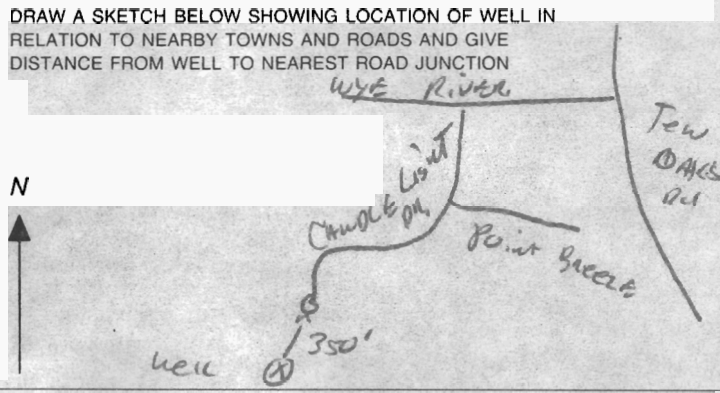 DRAW A SKETCH BELOW SHOWING LOCATION OF WELL IN
RELATION TO NEARBY TOWNS AND ROADS AND GIVE
DISTANCE FROM WELL TO NEAREST ROAD JUNCTION
WYE RIVER
TEW
OAKES
Rd
N
CANDLE LIGHT
DR.
POINT BREEZE
350'
WELL
X